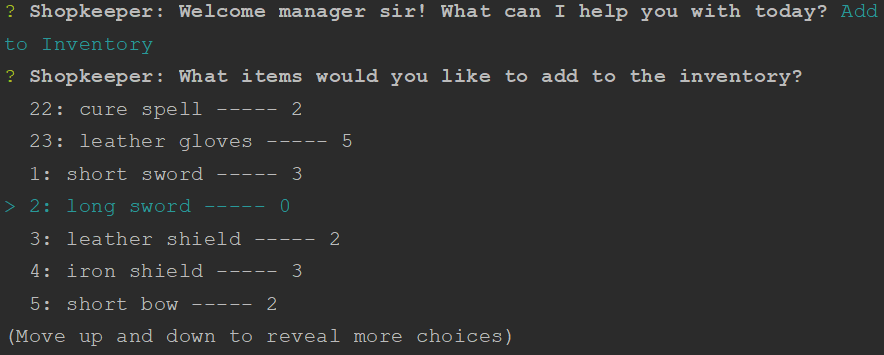 ? Shopkeeper: Welcome manager sir! What can I help you with today? Add
to Inventory
? Shopkeeper: What items would you like to add to the inventory?
22: cure spell ----- 2
23: leather gloves ----- 5
1: short sword ----- 3
> 2: long sword ----- 0
3: leather shield ----- 2
4: iron shield ----- 3
5: short bow ----- 2
(Move up and down to reveal more choices)